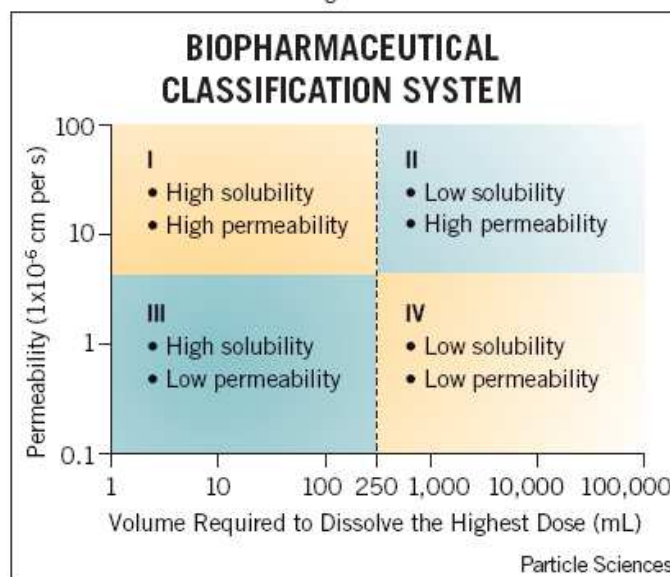 BIOPHARMACEUTICAL
CLASSIFICATION SYSTEM
Permeability (1x10⁻⁶ cm per s)
100
10
1
0.1
I
• High solubility
• High permeability
II
• Low solubility
• High permeability
III
• High solubility
• Low permeability
IV
• Low solubility
• Low permeability
1 10 100 250 1,000 10,000 100,000
Volume Required to Dissolve the Highest Dose (mL)
Particle Sciences